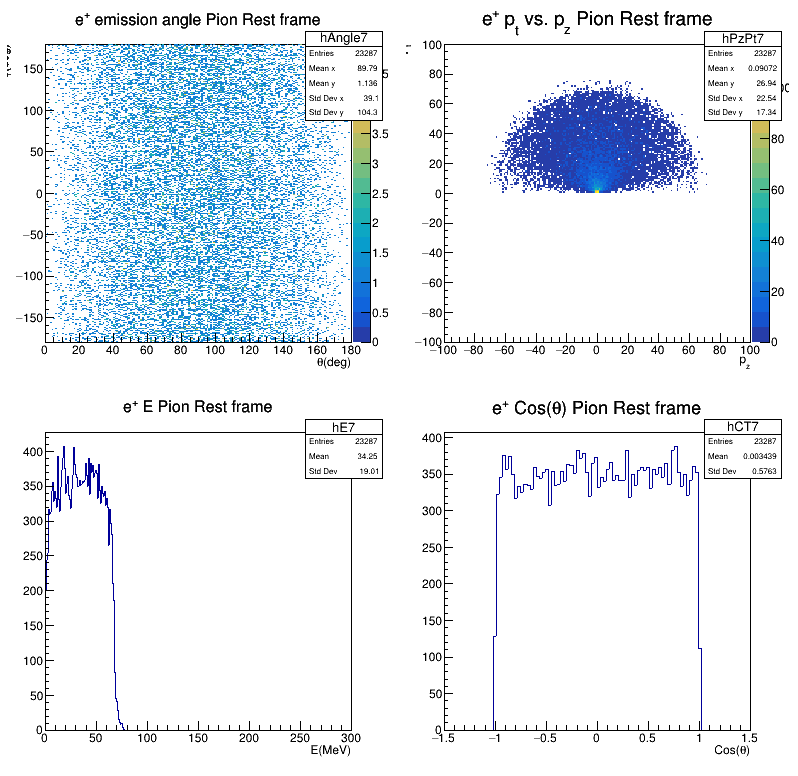 e⁺ emission angle Pion Rest frame
hAngle7
Entries 23287
Mean x 89.79
Mean y 1.136
Std Dev x 39.1
Std Dev y 104.3
150
100
50
0
−50
−100
−150
0 20 40 60 80 100 120 140 160 180
θ(deg)
5
3.5
2
1.5
1
0.5
0
e⁺ pt vs. pz Pion Rest frame
hPzPt7
Entries 23287
Mean x 0.09072
Mean y 26.94
Std Dev x 22.54
Std Dev y 17.34
100
80
60
40
20
0
−20
−40
−60
−80
−100
−100 −80 −60 −40 −20 0 20 40 60 80 100
pz
80
60
40
20
0
e⁺ E Pion Rest frame
hE7
Entries 23287
Mean 34.25
Std Dev 19.01
400
350
300
250
200
150
100
50
0
0 50 100 150 200 250 300
E(MeV)
e⁺ Cos(θ) Pion Rest frame
hCT7
Entries 23287
Mean 0.003439
Std Dev 0.5763
400
350
300
250
200
150
100
50
0
−1.5 −1 −0.5 0 0.5 1 1.5
Cos(θ)